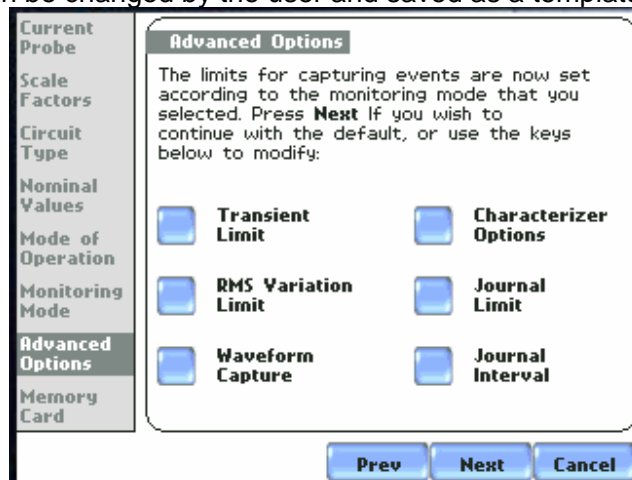 n be changed by the user and saved as a template
Current
Probe
Scale
Factors
Circuit
Type
Nominal
Values
Mode of
Operation
Monitoring
Mode
Advanced
Options
Memory
Card
Advanced Options
The limits for capturing events are now set
according to the monitoring mode that you
selected. Press Next If you wish to
continue with the default, or use the keys
below to modify:
Transient
Limit
Characterizer
Options
RMS Variation
Limit
Journal
Limit
Waveform
Capture
Journal
Interval
Prev Next Cancel